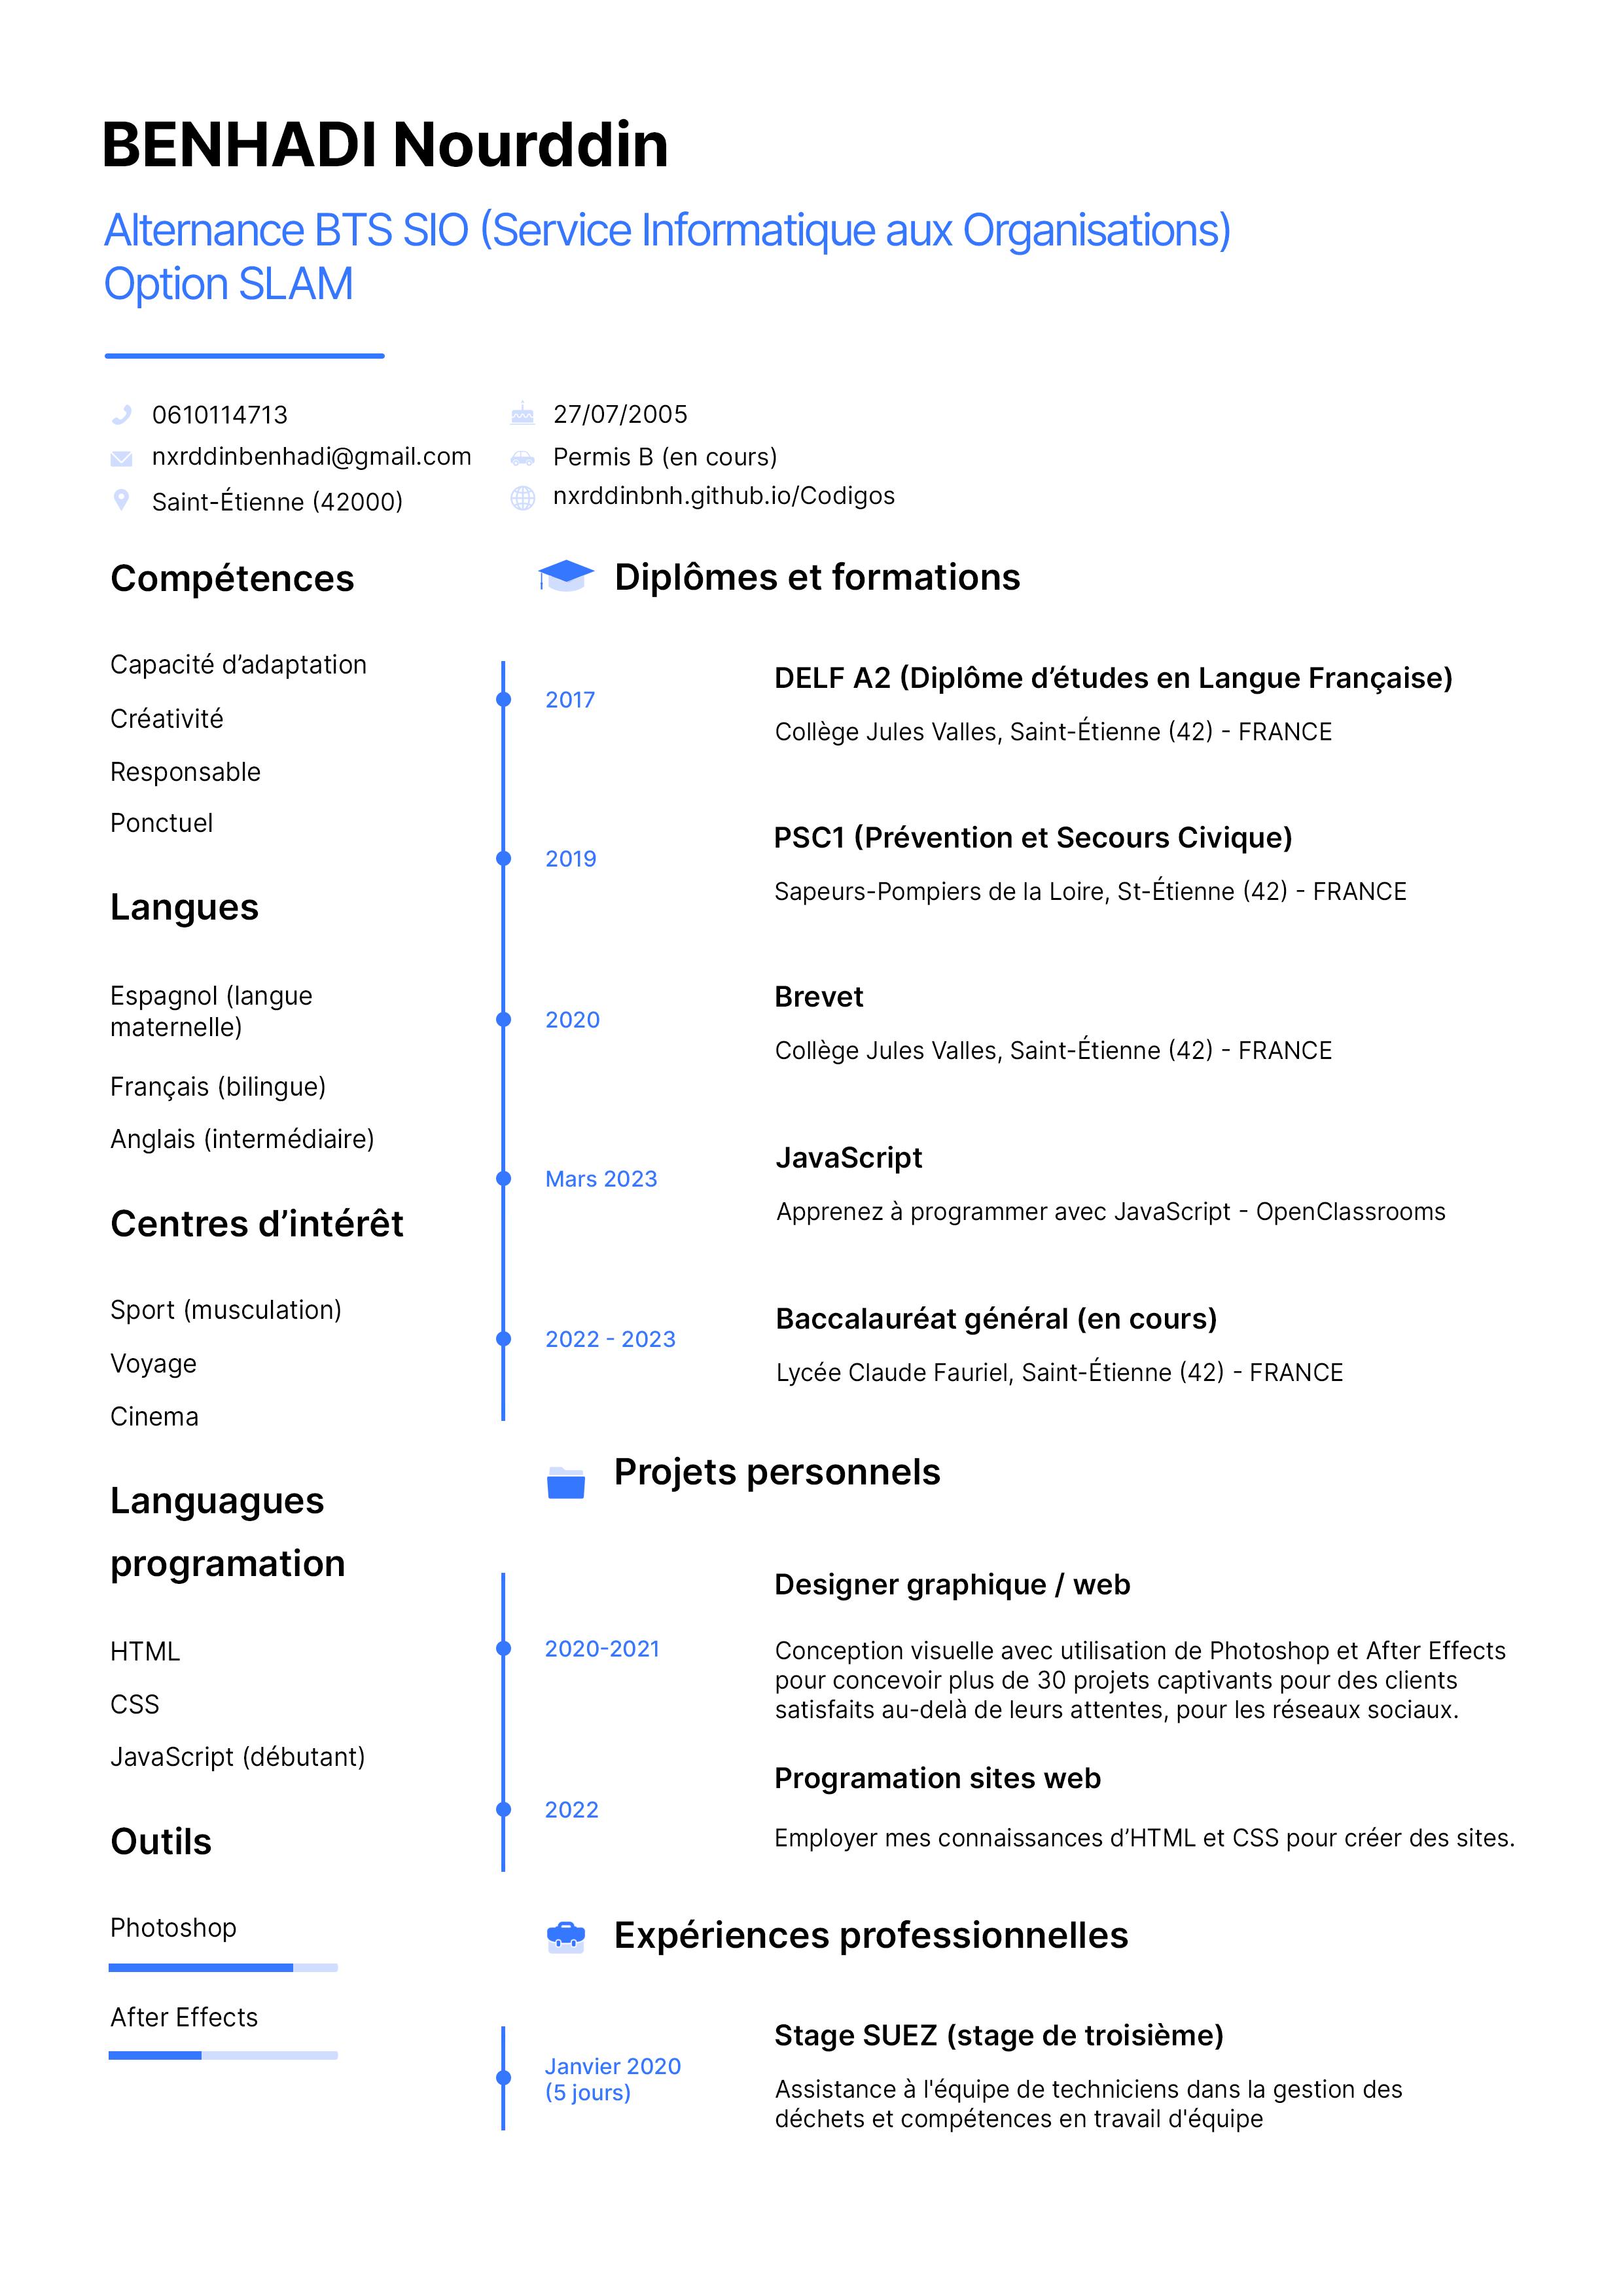 BENHADI Nourddin
Alternance BTS SIO (Service Informatique aux Organisations)
Option SLAM
0610114713
nxrddinbenhadi@gmail.com
Saint-Étienne (42000)
27/07/2005
Permis B (en cours)
nxrddinbnh.github.io/Codigos
Compétences
Capacité d’adaptation
Créativité
Responsable
Ponctuel
Langues
Espagnol (langue
maternelle)
Français (bilingue)
Anglais (intermédiaire)
Centres d’intérêt
Sport (musculation)
Voyage
Cinema
Languagues
programation
HTML
CSS
JavaScript (débutant)
Outils
Photoshop
After Effects
Diplômes et formations
2017
DELF A2 (Diplôme d’études en Langue Française)
Collège Jules Valles, Saint-Étienne (42) - FRANCE
2019
PSC1 (Prévention et Secours Civique)
Sapeurs-Pompiers de la Loire, St-Étienne (42) - FRANCE
2020
Brevet
Collège Jules Valles, Saint-Étienne (42) - FRANCE
Mars 2023
JavaScript
Apprenez à programmer avec JavaScript - OpenClassrooms
2022 - 2023
Baccalauréat général (en cours)
Lycée Claude Fauriel, Saint-Étienne (42) - FRANCE
Projets personnels
2020-2021
Designer graphique / web
Conception visuelle avec utilisation de Photoshop et After Effects
pour concevoir plus de 30 projets captivants pour des clients
satisfaits au-delà de leurs attentes, pour les réseaux sociaux.
2022
Programation sites web
Employer mes connaissances d’HTML et CSS pour créer des sites.
Expériences professionnelles
Janvier 2020
(5 jours)
Stage SUEZ (stage de troisième)
Assistance à l'équipe de techniciens dans la gestion des
déchets et compétences en travail d'équipe